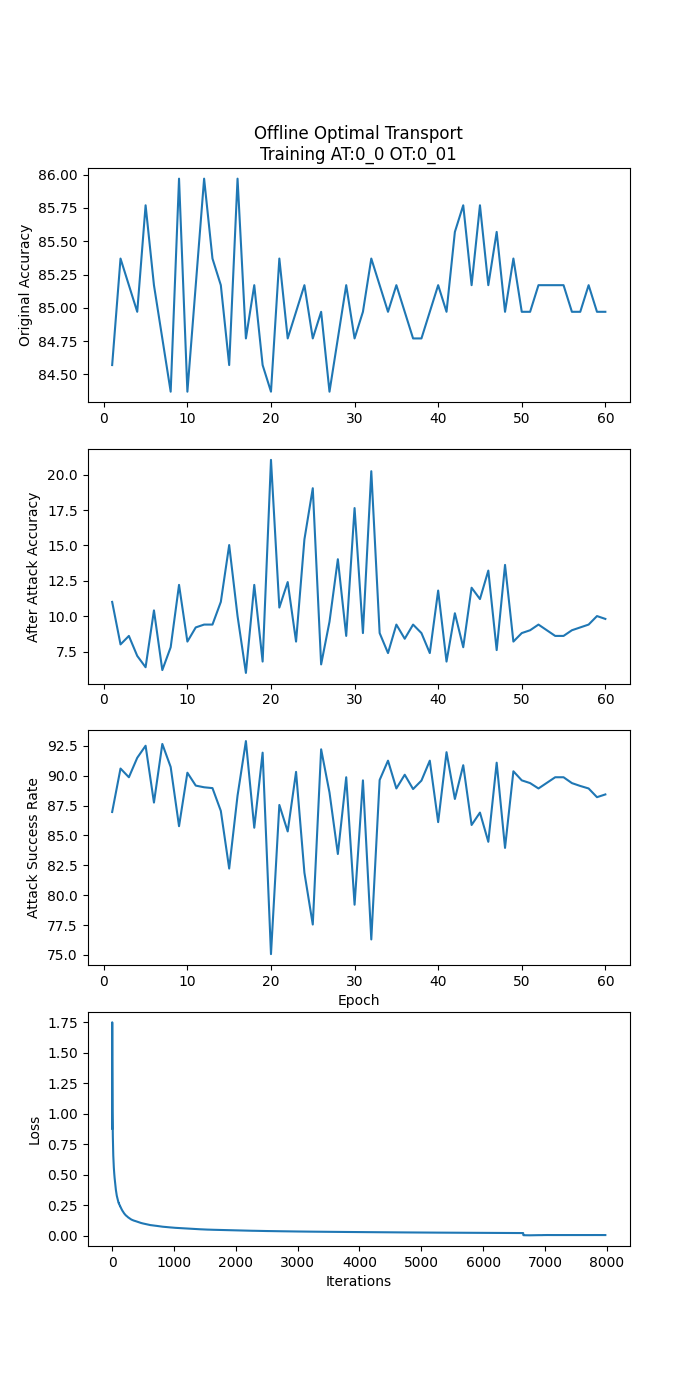 Offline Optimal Transport
Training AT:0_0 OT:0_01
86.00
85.75
85.50
85.25
85.00
84.75
84.50
Original Accuracy
0 10 20 30 40 50 60
20.0
17.5
15.0
12.5
10.0
7.5
After Attack Accuracy
0 10 20 30 40 50 60
92.5
90.0
87.5
85.0
82.5
80.0
77.5
75.0
Attack Success Rate
0 10 20 30 40 50 60
Epoch
1.75
1.50
1.25
1.00
0.75
0.50
0.25
0.00
Loss
0 1000 2000 3000 4000 5000 6000 7000 8000
Iterations